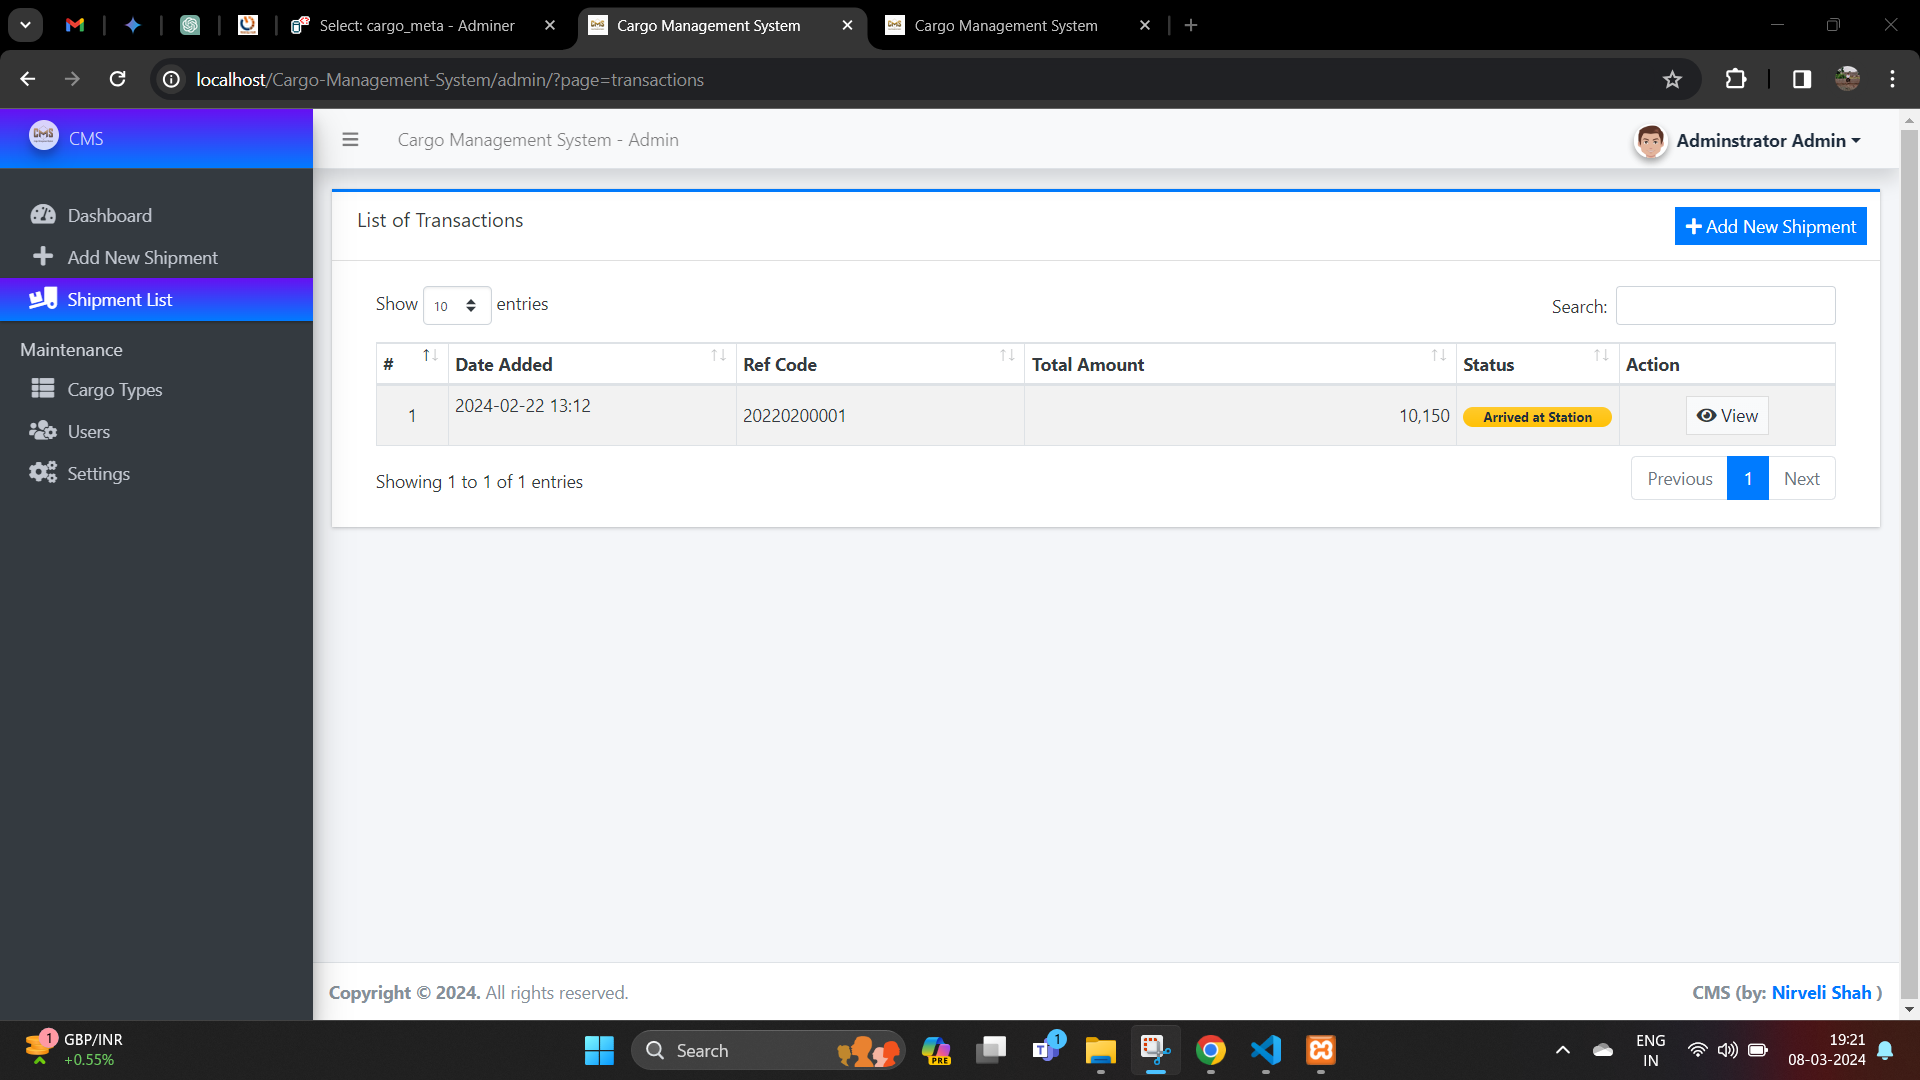 Select: cargo_meta - Adminer
Cargo Management System
Cargo Management System
localhost/Cargo-Management-System/admin/?page=transactions
CMS
CMS
Cargo Management System - Admin
Adminstrator Admin
Dashboard
Add New Shipment
Shipment List
Maintenance
Cargo Types
Users
Settings
List of Transactions
Add New Shipment
Show 10 entries
Search:
# Date Added Ref Code Total Amount Status Action
1 2024-02-22 13:12 20220200001 10,150 Arrived at Station View
Showing 1 to 1 of 1 entries
Previous 1 Next
Copyright © 2024. All rights reserved.
CMS (by: Nirveli Shah )
1
GBP/INR
+0.55%
Search
PRE
T
1
ENG
IN
19:21
08-03-2024